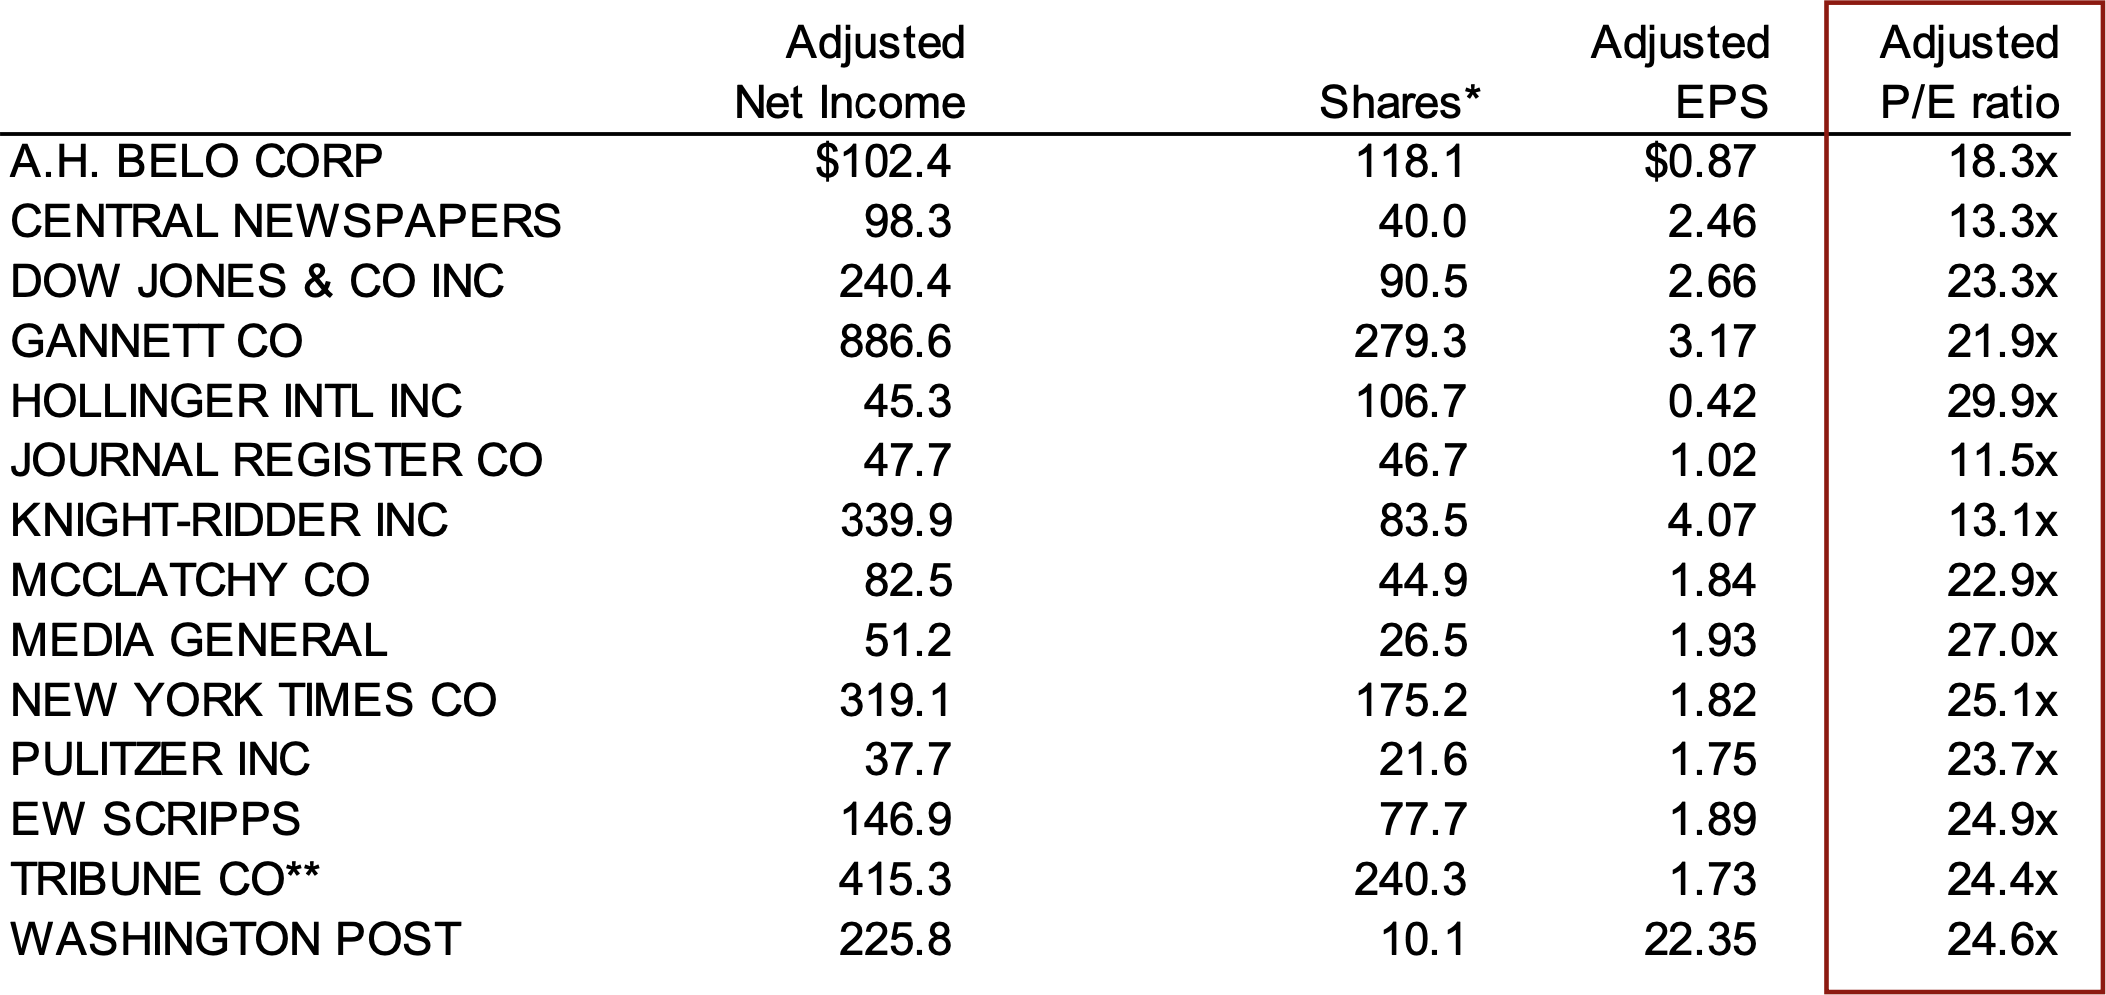 Adjusted Adjusted Adjusted
Net Income Shares* EPS P/E ratio
A.H. BELO CORP $102.4 118.1 $0.87 18.3x
CENTRAL NEWSPAPERS 98.3 40.0 2.46 13.3x
DOW JONES & CO INC 240.4 90.5 2.66 23.3x
GANNETT CO 886.6 279.3 3.17 21.9x
HOLLINGER INTL INC 45.3 106.7 0.42 29.9x
JOURNAL REGISTER CO 47.7 46.7 1.02 11.5x
KNIGHT-RIDDER INC 339.9 83.5 4.07 13.1x
MCCLATCHY CO 82.5 44.9 1.84 22.9x
MEDIA GENERAL 51.2 26.5 1.93 27.0x
NEW YORK TIMES CO 319.1 175.2 1.82 25.1x
PULITZER INC 37.7 21.6 1.75 23.7x
EW SCRIPPS 146.9 77.7 1.89 24.9x
TRIBUNE CO** 415.3 240.3 1.73 24.4x
WASHINGTON POST 225.8 10.1 22.35 24.6x